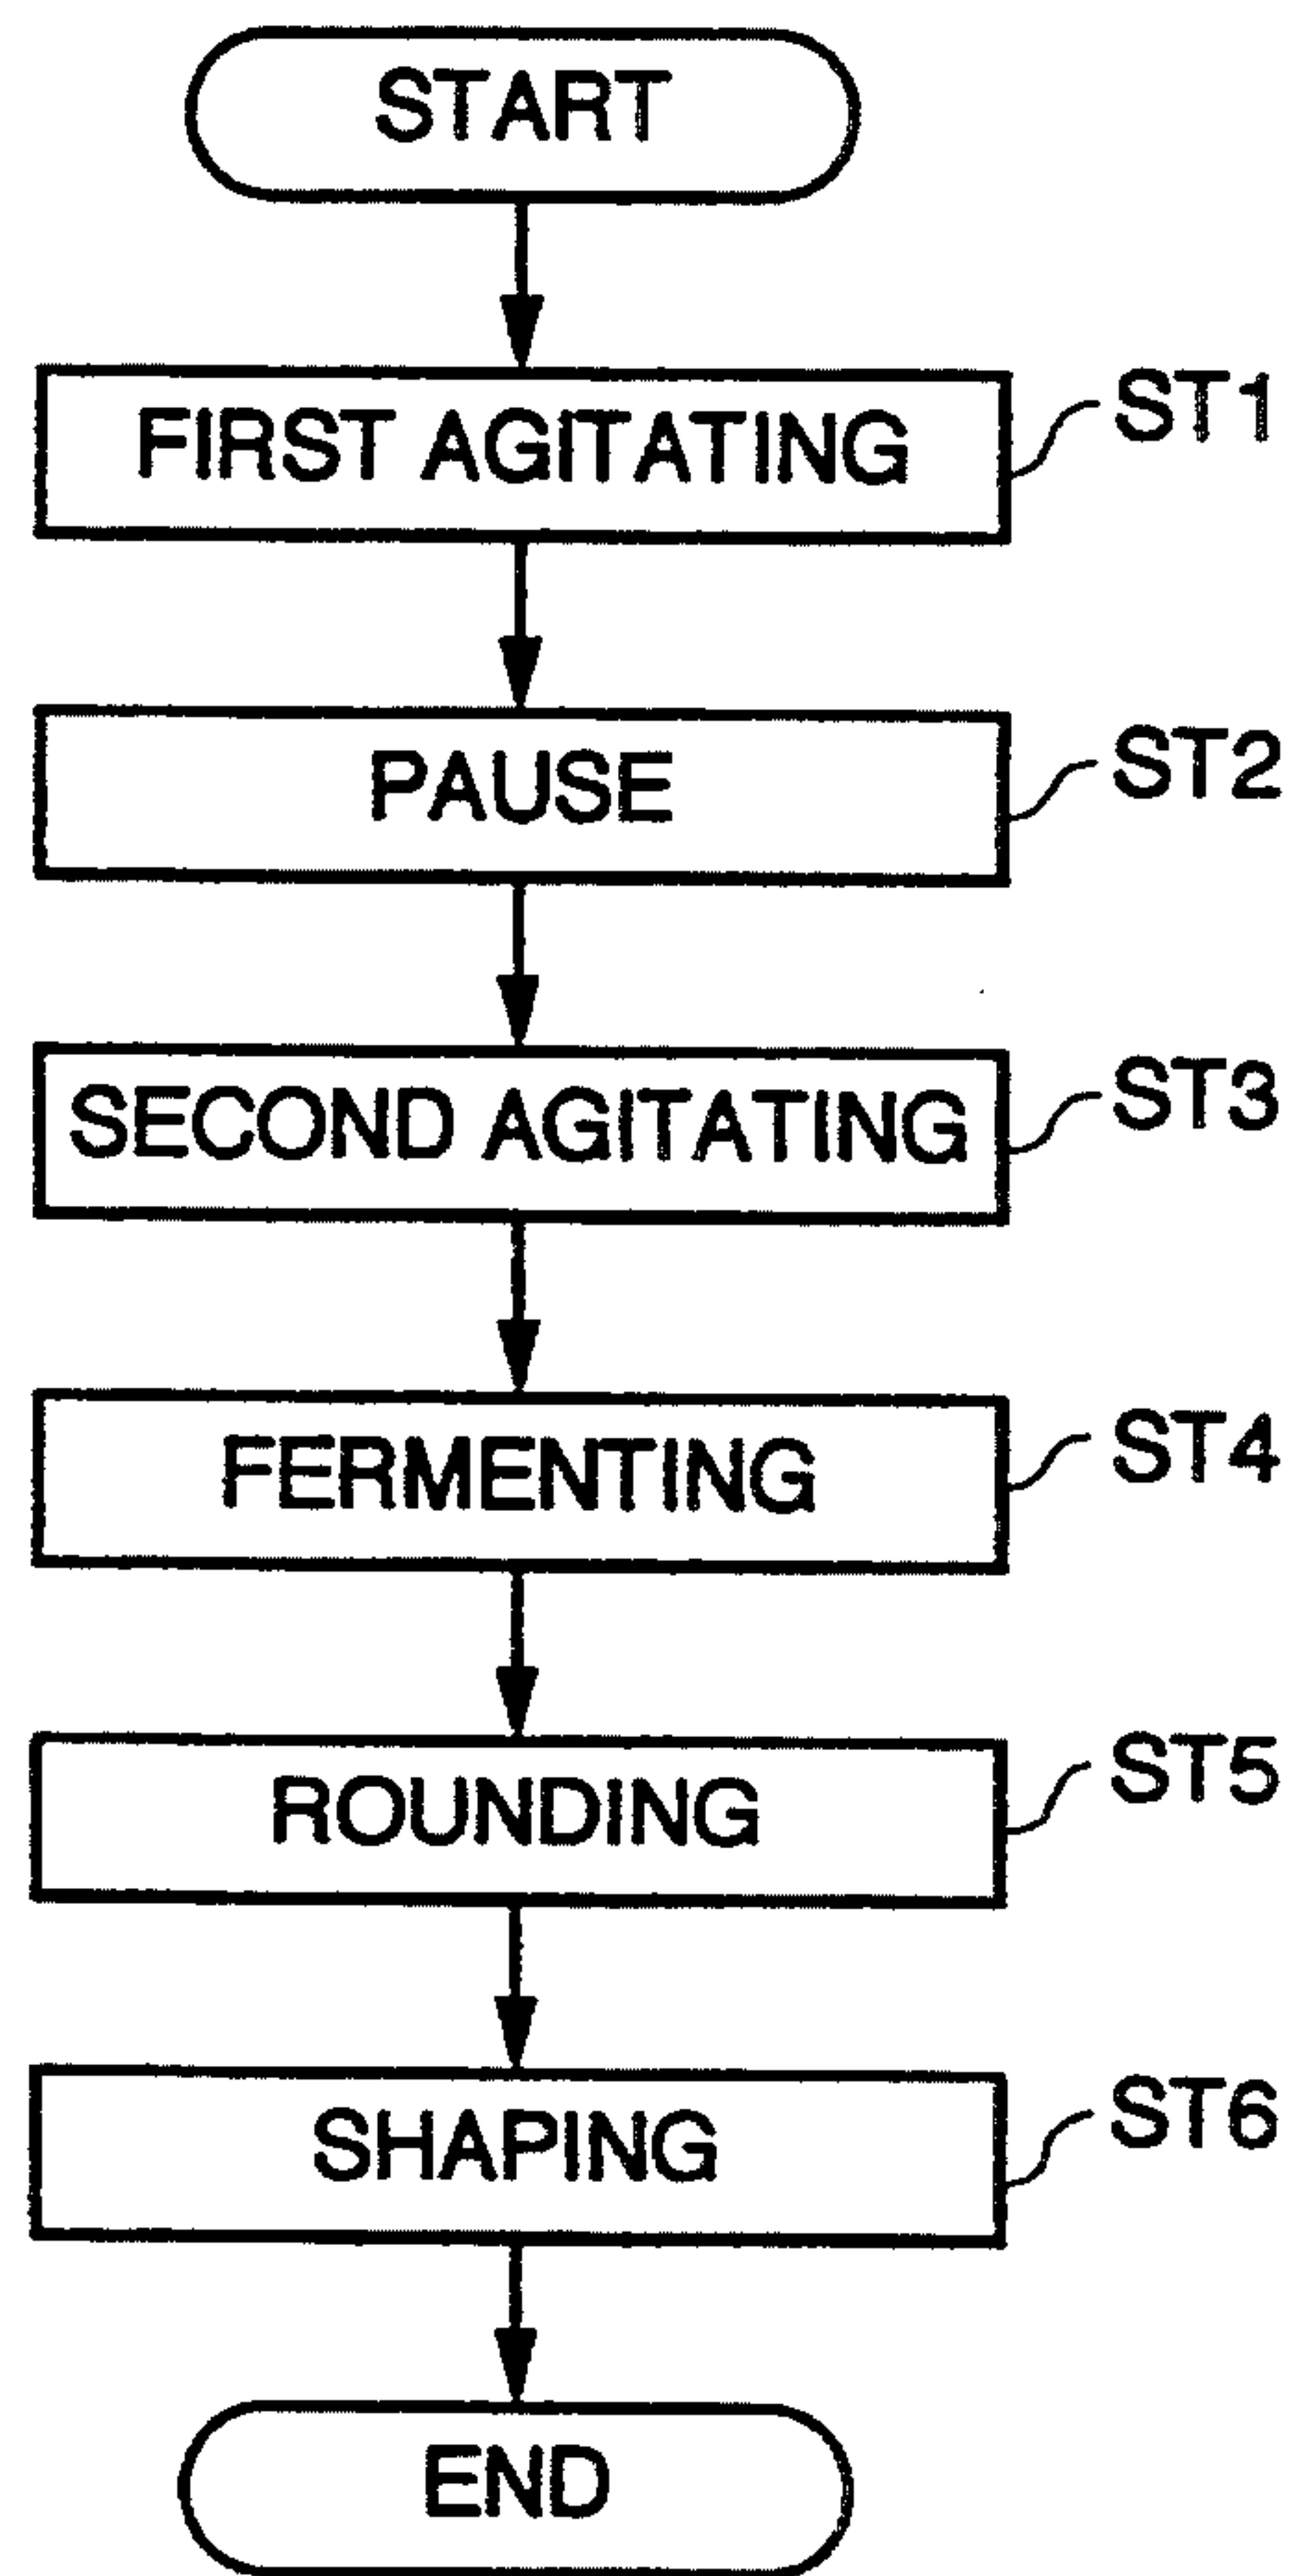 START
FIRST AGITATING ST1
PAUSE ST2
SECOND AGITATING ST3
FERMENTING ST4
ROUNDING ST5
SHAPING ST6
END